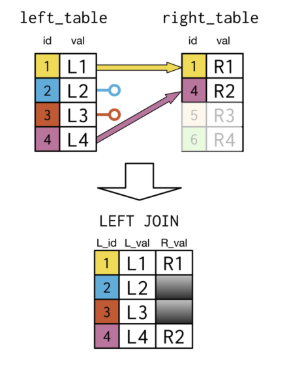 left_table right_table
id val id val
1 L1 1 R1
2 L2 4 R2
3 L3 5 R3
4 L4 6 R4
LEFT JOIN
L_id L_val R_val
1 L1 R1
2 L2
3 L3
4 L4 R2